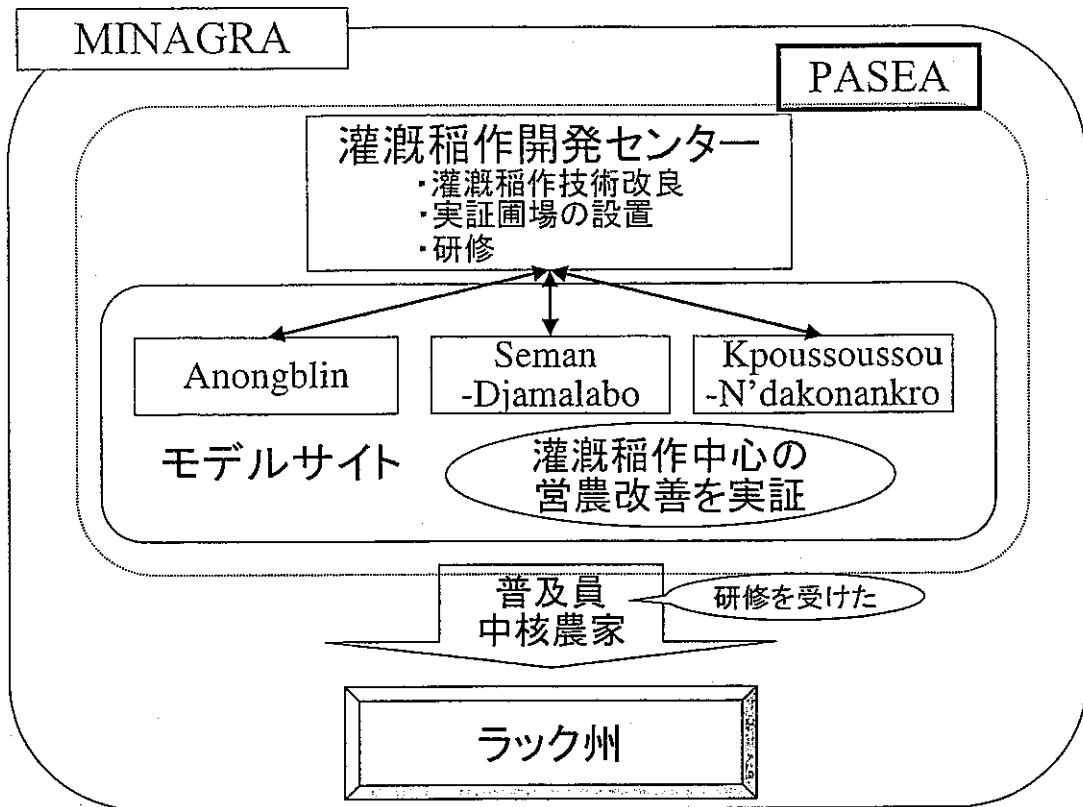 MINAGRA
PASEA
灌漑稲作開発センター
・灌漑稲作技術改良
・実証圃場の設置
・研修
Anongblin
Seman
-Djamalabo
Kpoussoussou
-N'dakonankro
モデルサイト
灌漑稲作中心の
営農改善を実証
普及員
中核農家
研修を受けた
ラック州